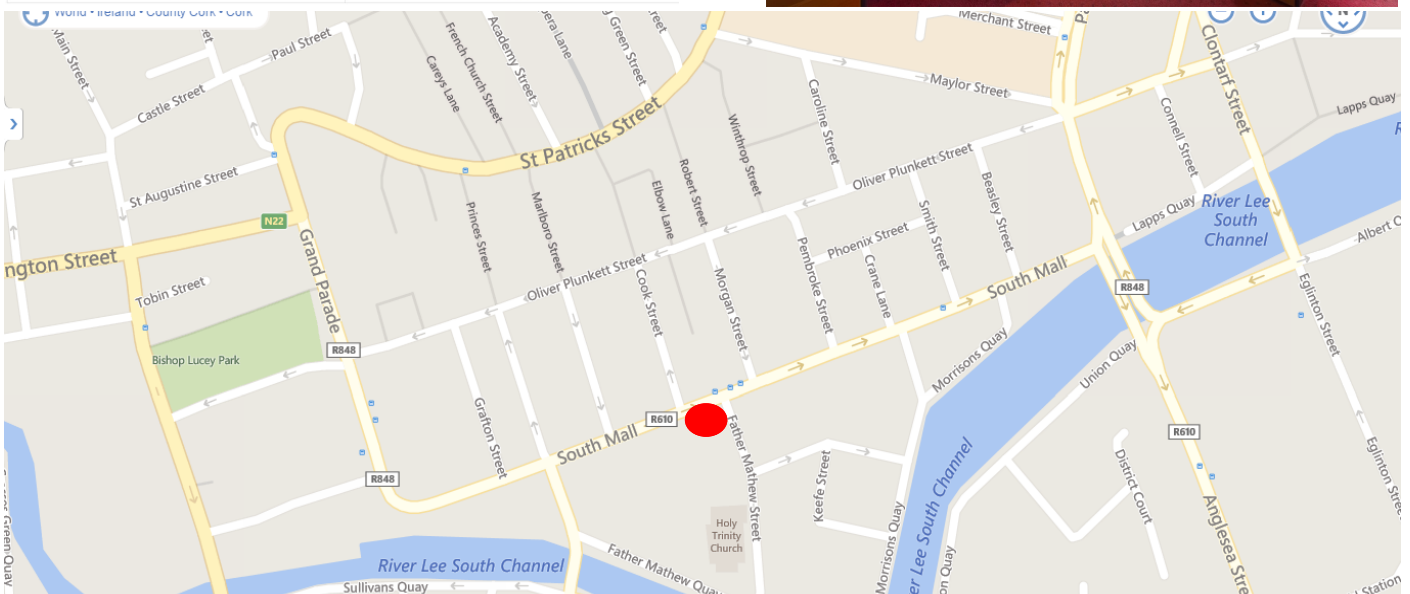 World • Ireland • County Cork • Cork
Main Street
Paul Street
Castle Street
French Church Street
Careys Lane
Academy Street
Green Street
Merchant Street
Maylor Street
Clontarf Street
Lapps Quay
St Patricks Street
Winthrop Street
Caroline Street
Connell Street
St Augustine Street
N22
Robert Street
Elbow Lane
Oliver Plunkett Street
Beasley Street
River Lee
South
Channel
Lapps Quay
Princes Street
Marlboro Street
Smith Street
Phoenix Street
Pembroke Street
Crane Lane
Grand Parade
Tobin Street
Oliver Plunkett Street
Cook Street
Morgan Street
South Mall
R848
Eglinton Street
R848
Bishop Lucey Park
Morrisons Quay
Union Quay
Grafton Street
R610
South Mall
Father Mathew Street
R610
R848
Keefe Street
District Court
Eglinton Street
River Lee South Channel
Anglesea
Holy
Trinity
Church
Morrisons Quay
Father Mathew Quay
River Lee South Channel
Sullivans Quay
Station